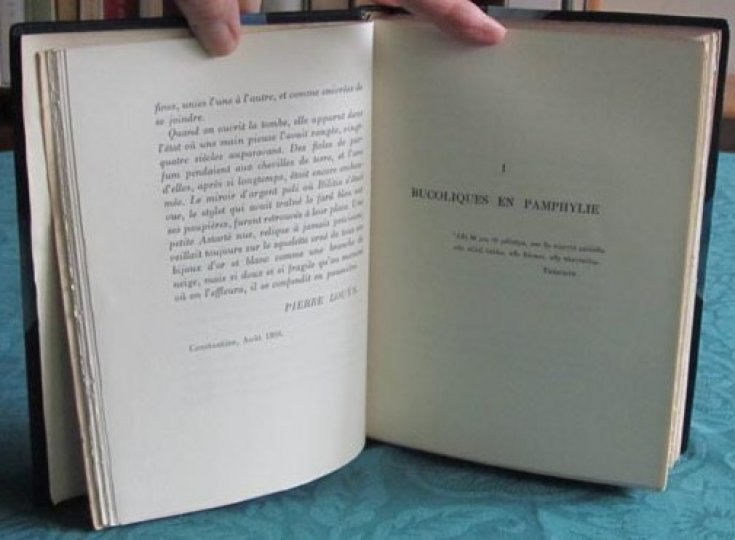 fines, unies l'une à l'autre, et comme enivrées de
se joindre.
Quand on ouvrit la tombe, elle apparut dans
l'état où une main pieuse l'avait rangée, vingt-
quatre siècles auparavant. Des fioles de par-
fum pendaient aux chevilles de terre, et l'une
d'elles, après si longtemps, était encore embau-
mée. Le miroir d'argent poli où Bilitis s'était
vue, le stylet qui avait traîné le fard bleu sur
ses paupières, furent retrouvés à leur place. Une
petite Astarté nue, relique à jamais précieuse,
veillait toujours sur le squelette orné de tous ses
bijoux d'or et blanc comme une branche de
neige, mais si doux et si fragile qu'au moment
où on l'effleura, il se confondit en poussière.
PIERRE LOUŸS.
Constantine, Août
I
BUCOLIQUES EN PAMPHYLIE
THÉOCRITE